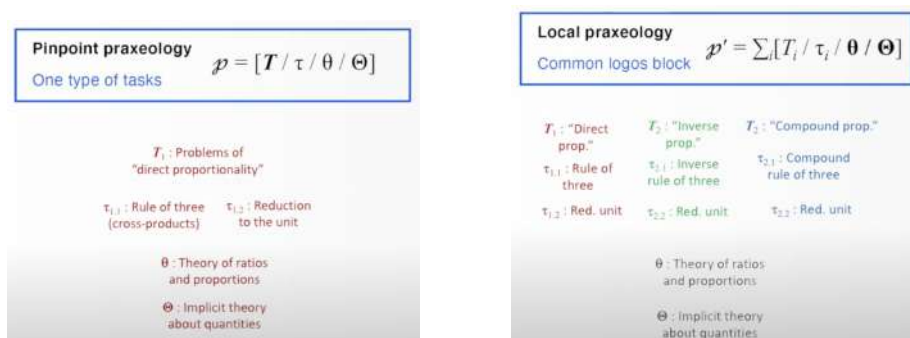 Pinpoint praxeology
One type of tasks
𝓅 = [T / τ / θ / Θ]
T₁ : Problems of
"direct proportionality"
τ₁.₁ : Rule of three
(cross-products)
τ₁.₂ : Reduction
to the unit
θ : Theory of ratios
and proportions
Θ : Implicit theory
about quantities
Local praxeology
Common logos block
𝓅' = ∑ᵢ[Tᵢ / τᵢ / θ / Θ]
T₁ : "Direct
prop."
τ₁.₁ : Rule of
three
τ₁.₂ : Red. unit
T₂ : "Inverse
prop."
τ₂.₁ : Inverse
rule of three
τ₂.₂ : Red. unit
T₂ : "Compound prop."
τ₂.₁ : Compound
rule of three
τ₂.₂ : Red. unit
θ : Theory of ratios
and proportions
Θ : Implicit theory
about quantities